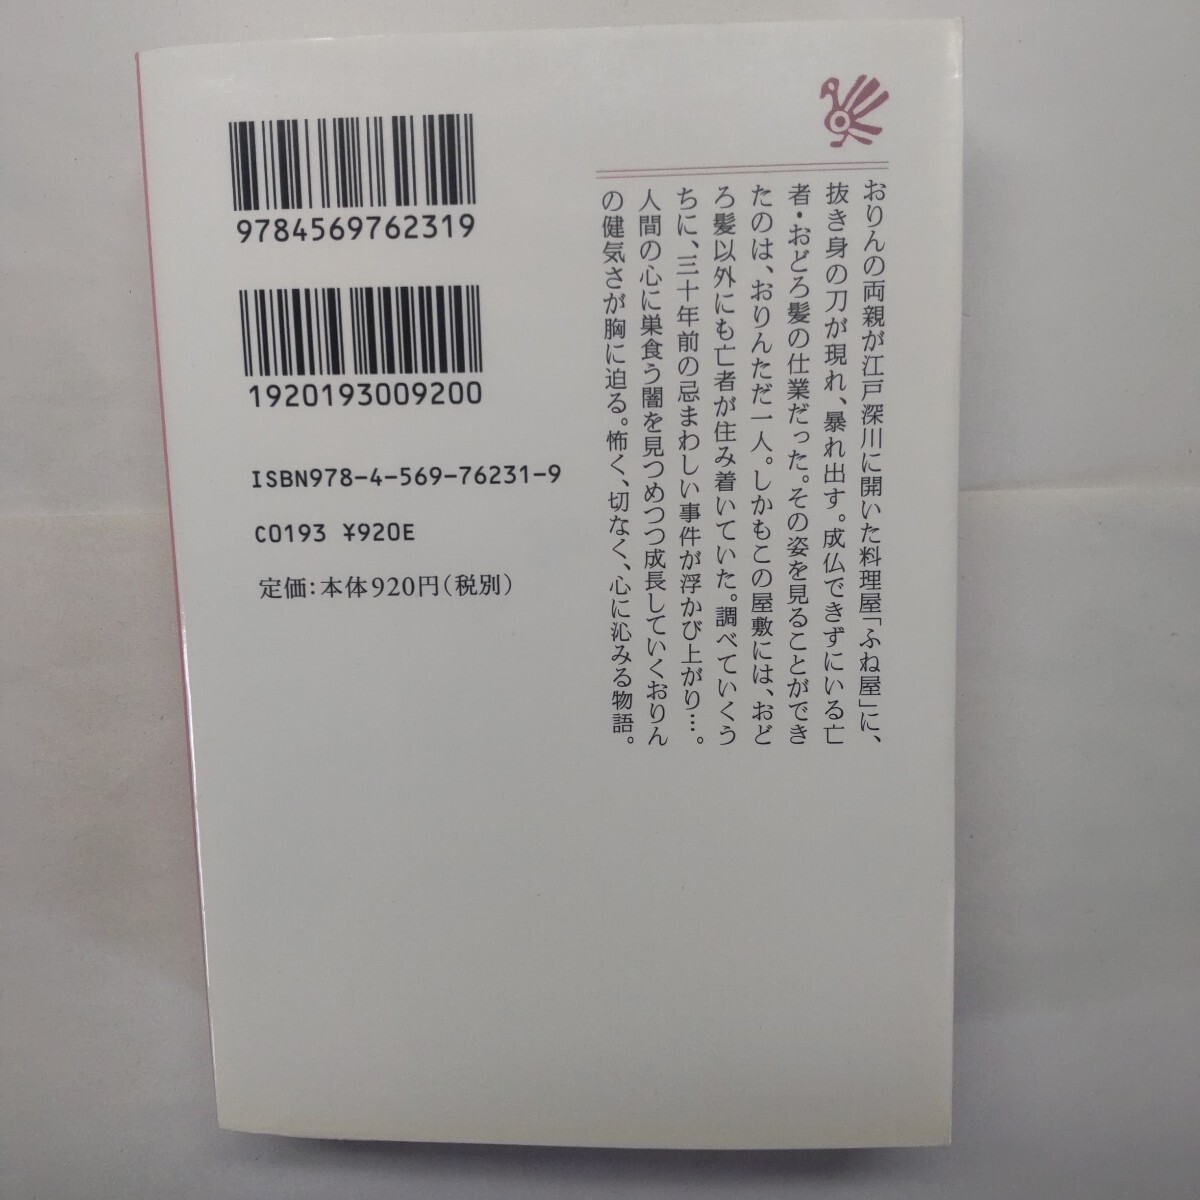 9784569762319
1920193009200
ISBN978-4-569-76231-9
C0193 ¥920E
定価:本体920円(税別)
おりんの両親が江戸深川に開いた料理屋「ふね屋」に、
抜き身の刀が現れ、暴れ出す。成仏できずにいる亡
者・おどろ髪の仕業だった。その姿を見ることができ
たのは、おりんただ一人。しかもこの屋敷には、おど
ろ髪以外にも亡者が住み着いていた。調べていくう
ちに、三十年前の忌まわしい事件が浮かび上がり…。
人間の心に巣食う闇を見つめつつ成長していくおりん
の健気さが胸に迫る。怖く、切なく、心に沁みる物語。